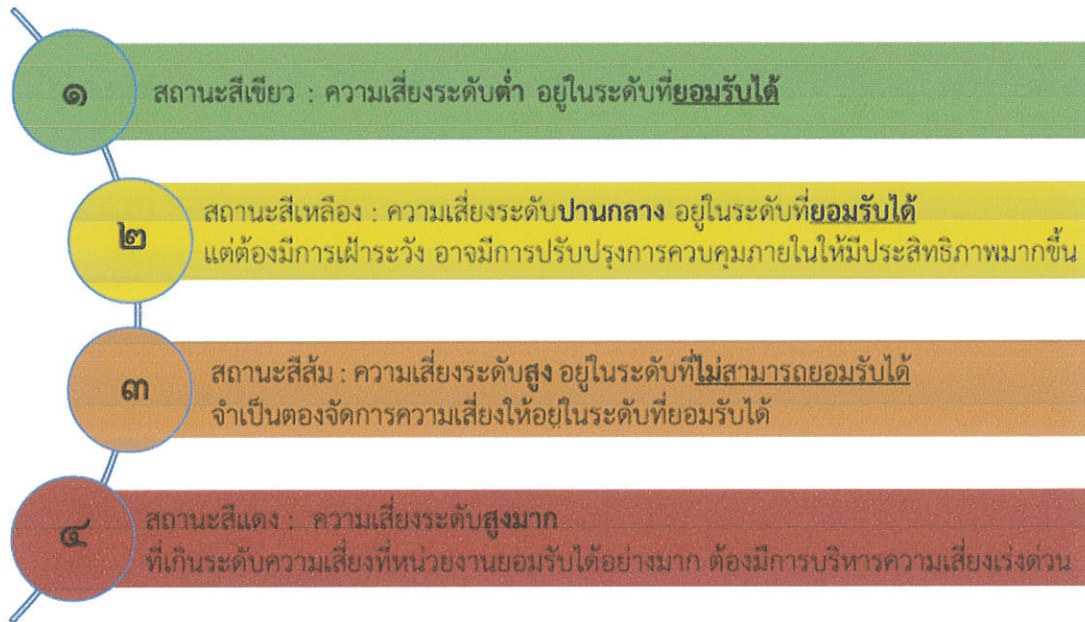 ๑
สถานะสีเขียว : ความเสี่ยงระดับต่ำ อยู่ในระดับที่ยอมรับได้
๒
สถานะสีเหลือง : ความเสี่ยงระดับปานกลาง อยู่ในระดับที่ยอมรับได้
แต่ต้องมีการเฝ้าระวัง อาจมีการปรับปรุงการควบคุมภายในให้มีประสิทธิภาพมากขึ้น
๓
สถานะสีส้ม : ความเสี่ยงระดับสูง อยู่ในระดับที่ไม่สามารถยอมรับได้
จำเป็นตองจัดการความเสี่ยงให้อยู่ในระดับที่ยอมรับได้
๔
สถานะสีแดง : ความเสี่ยงระดับสูงมาก
ที่เกินระดับความเสี่ยงที่หน่วยงานยอมรับได้อย่างมาก ต้องมีการบริหารความเสี่ยงเร่งด่วน